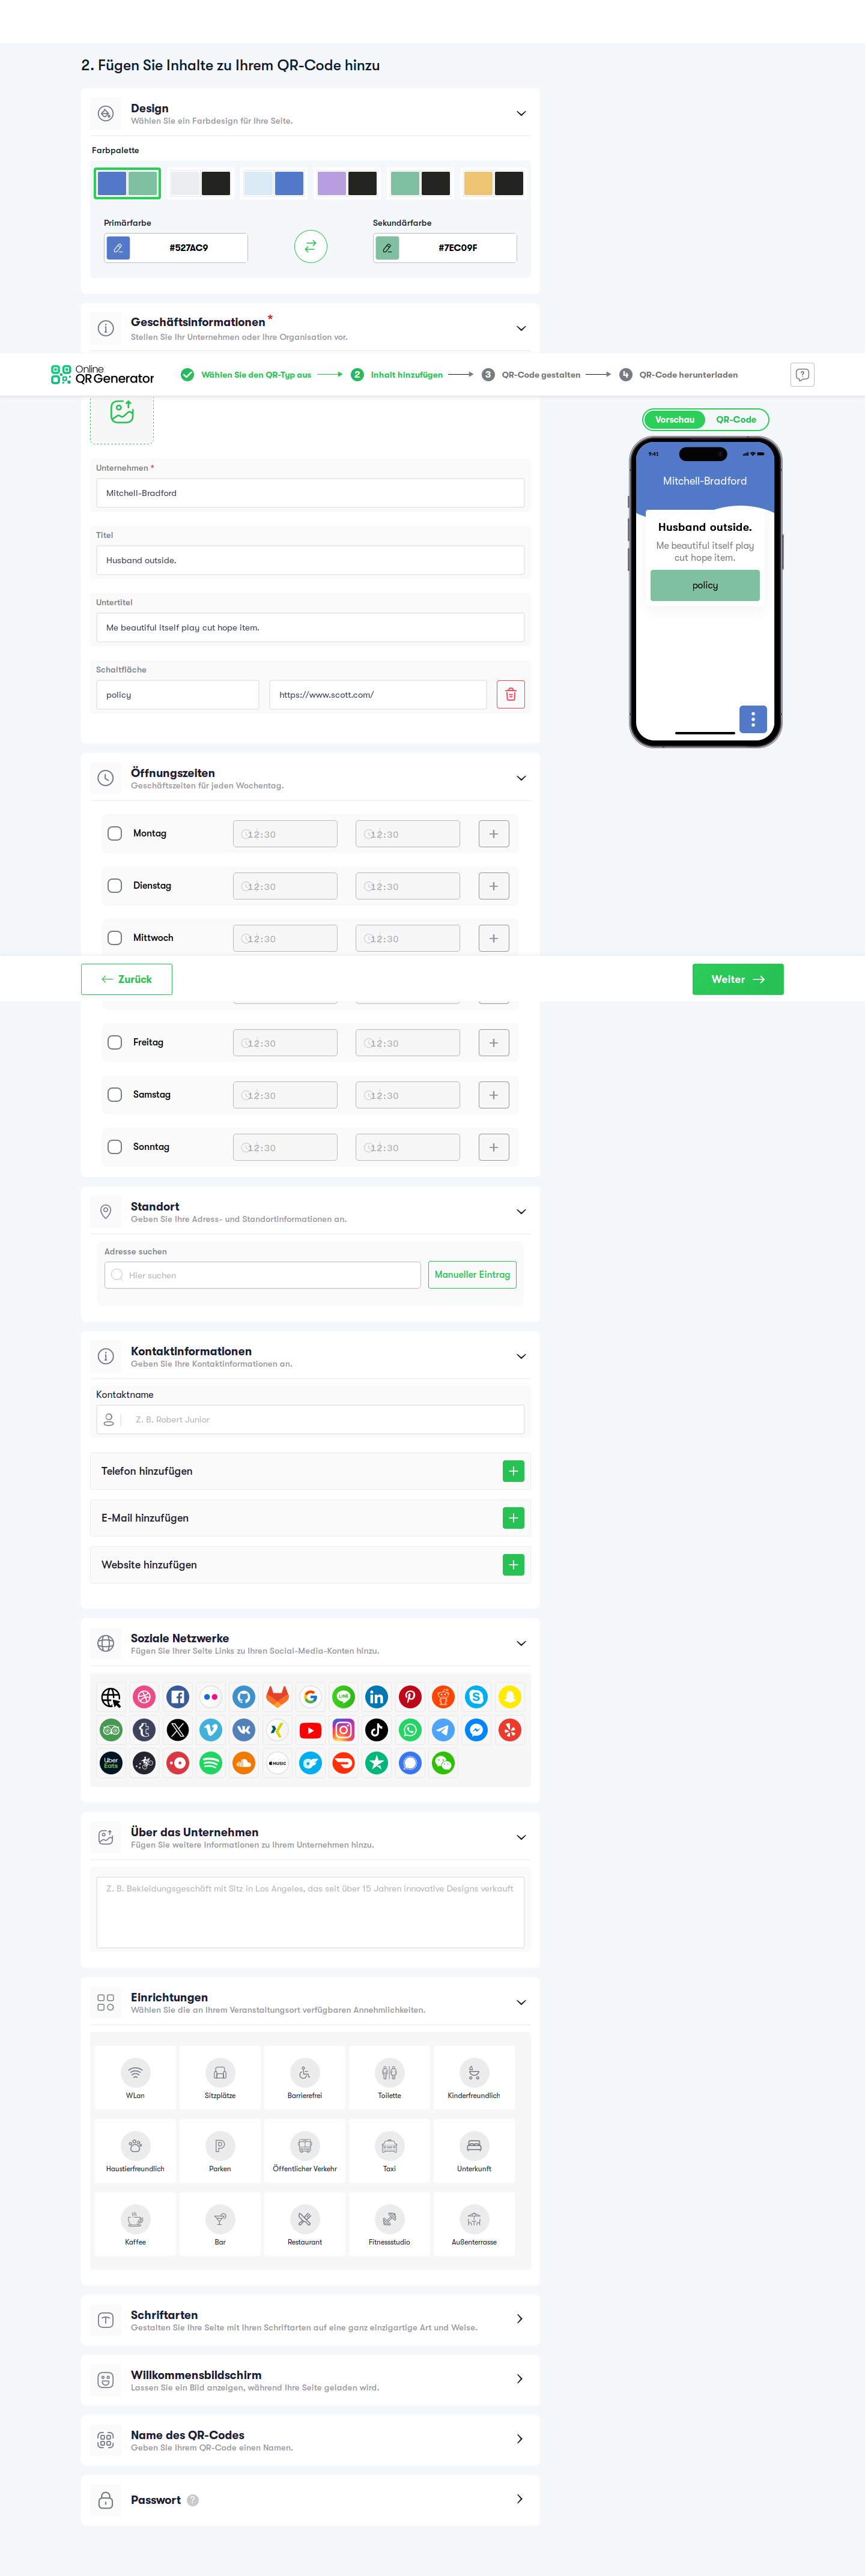 2. Fügen Sie Inhalte zu Ihrem QR-Code hinzu
Design
Wählen Sie ein Farbdesign für Ihre Seite.
Farbpalette
Primärfarbe
Sekundärfarbe
#527AC9
#7EC09F
Geschäftsinformationen *
Stellen Sie Ihr Unternehmen oder Ihre Organisation vor.
Online
QR Generator
Wählen Sie den QR-Typ aus
2 Inhalt hinzufügen
3 QR-Code gestalten
4 QR-Code herunterladen
Vorschau
QR-Code
9:41
Mitchell-Bradford
Husband outside.
Me beautiful itself play
cut hope item.
policy
Unternehmen *
Mitchell-Bradford
Titel
Husband outside.
Untertitel
Me beautiful itself play cut hope item.
Schaltfläche
policy
https://www.scott.com/
Öffnungszeiten
Geschäftszeiten für jeden Wochentag.
Montag
12:30
12:30
Dienstag
12:30
12:30
Mittwoch
12:30
12:30
Zurück
Weiter
Freitag
12:30
12:30
Samstag
12:30
12:30
Sonntag
12:30
12:30
Standort
Geben Sie Ihre Adress- und Standortinformationen an.
Adresse suchen
Hier suchen
Manueller Eintrag
Kontaktinformationen
Geben Sie Ihre Kontaktinformationen an.
Kontaktname
Z. B. Robert Junior
Telefon hinzufügen
E-Mail hinzufügen
Website hinzufügen
Soziale Netzwerke
Fügen Sie Ihrer Seite Links zu Ihren Social-Media-Konten hinzu.
LINE
Uber
Eats
MUSIC
Über das Unternehmen
Fügen Sie weitere Informationen zu Ihrem Unternehmen hinzu.
Z. B. Bekleidungsgeschäft mit Sitz in Los Angeles, das seit über 15 Jahren innovative Designs verkauft
Einrichtungen
Wählen Sie die an Ihrem Veranstaltungsort verfügbaren Annehmlichkeiten.
WLan
Sitzplätze
Barrierefrei
Toilette
Kinderfreundlich
Haustierfreundlich
Parken
Öffentlicher Verkehr
Taxi
Unterkunft
Kaffee
Bar
Restaurant
Fitnessstudio
Außenterrasse
Schriftarten
Gestalten Sie Ihre Seite mit Ihren Schriftarten auf eine ganz einzigartige Art und Weise.
Willkommensbildschirm
Lassen Sie ein Bild anzeigen, während Ihre Seite geladen wird.
Name des QR-Codes
Geben Sie Ihrem QR-Code einen Namen.
Passwort ?